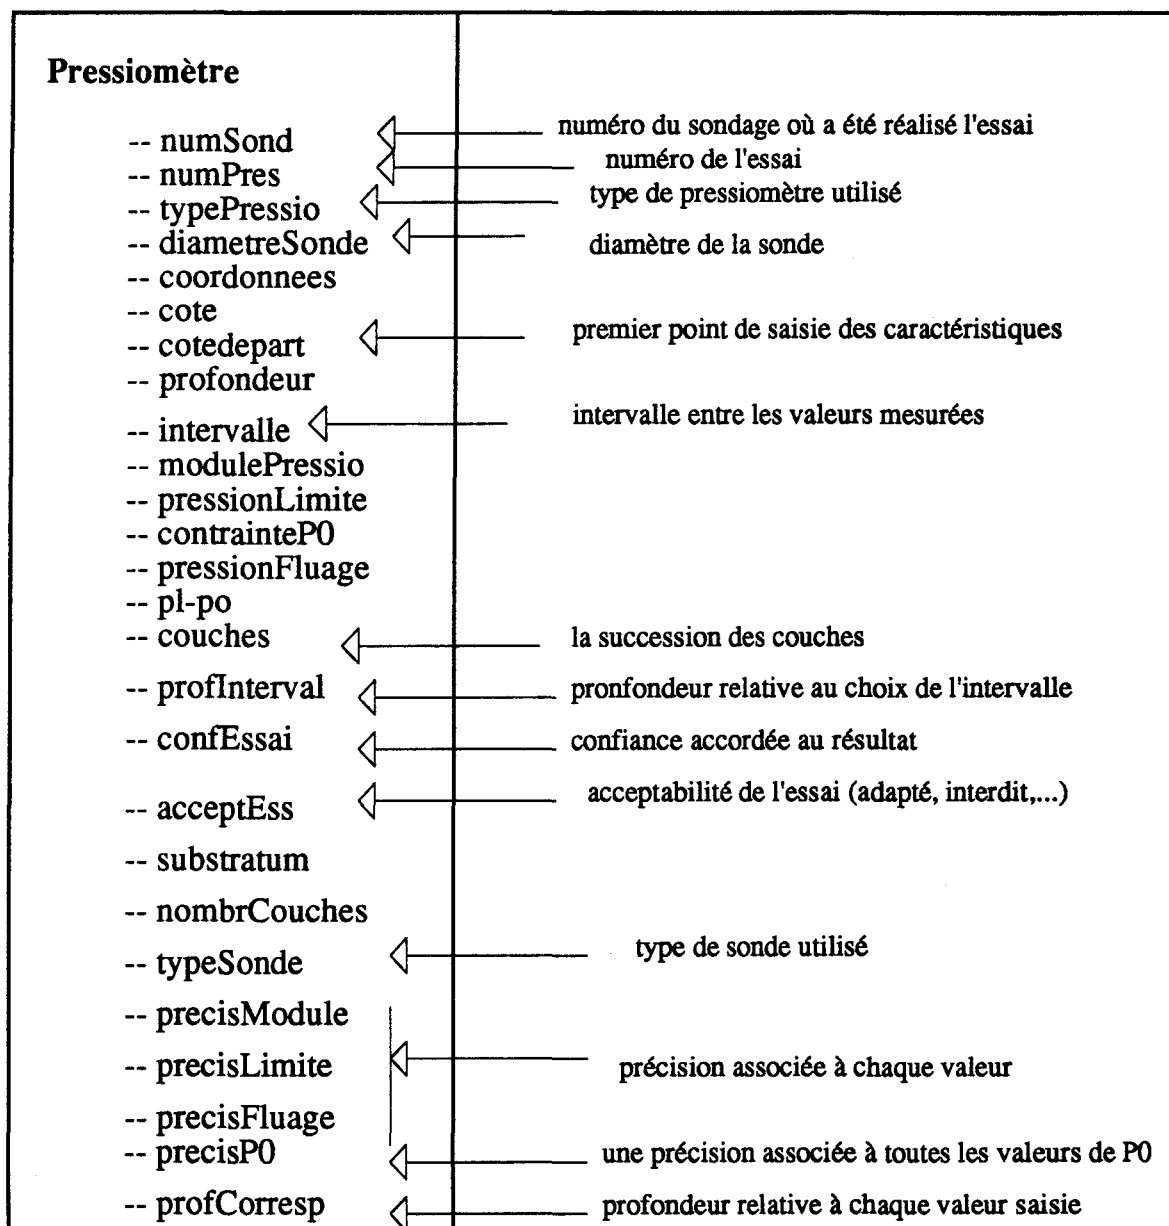 Pressiomètre
-- numSond numéro du sondage où a été réalisé l'essai
-- numPres numéro de l'essai
-- typePressio type de pressiomètre utilisé
-- diametreSonde diamètre de la sonde
-- coordonnees
-- cote
-- cotedepart premier point de saisie des caractéristiques
-- profondeur
-- intervalle intervalle entre les valeurs mesurées
-- modulePressio
-- pressionLimite
-- contrainteP0
-- pressionFluage
-- pl-po
-- couches la succession des couches
-- profInterval pronfondeur relative au choix de l'intervalle
-- confEssai confiance accordée au résultat
-- acceptEss acceptabilité de l'essai (adapté, interdit,...)
-- substratum
-- nombrCouches
-- typeSonde type de sonde utilisé
-- precisModule
-- precisLimite précision associée à chaque valeur
-- precisFluage
-- precisP0 une précision associée à toutes les valeurs de P0
-- profCorresp profondeur relative à chaque valeur saisie